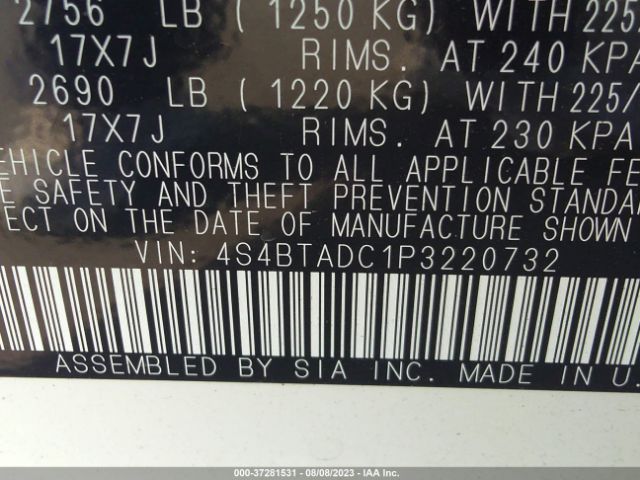 2756 LB ( 1250 KG) WITH 225
17X7J RIMS. AT 240 KPA
2690 LB ( 1220 KG) WITH 225/
17X7J RIMS. AT 230 KPA
EHICLE CONFORMS TO ALL APPLICABLE FE
E SAFETY AND THEFT PREVENTION STANDAR
ECT ON THE DATE OF MANUFACTURE SHOWN
VIN: 4S4BTADC1P3220732
ASSEMBLED BY SIA INC. MADE IN U.
000-37281531 - 08/08/2023 - IAA Inc.